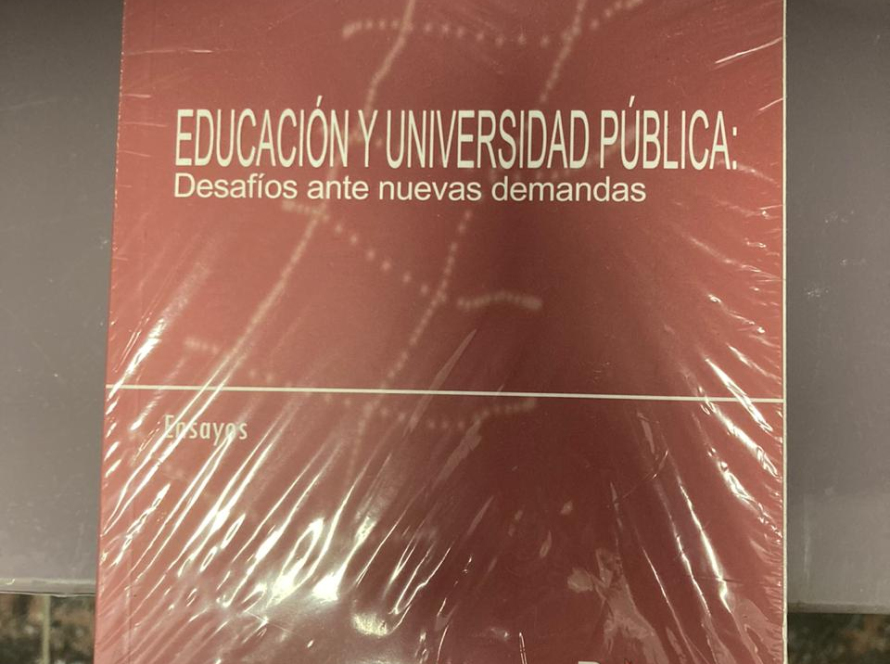 EDUCACIÓN Y UNIVERSIDAD PÚBLICA:
Desafíos ante nuevas demandas
Ensayos